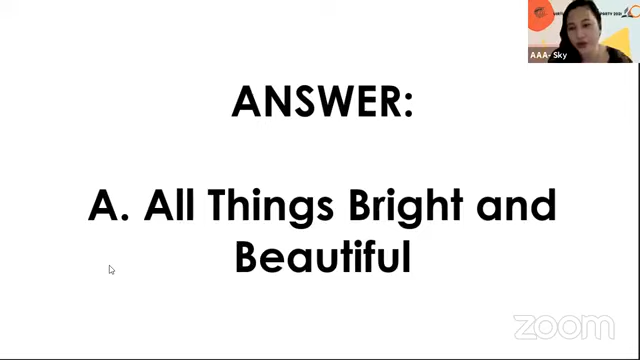 AAA- Sky
ANSWER:
A. All Things Bright and
Beautiful
zoom